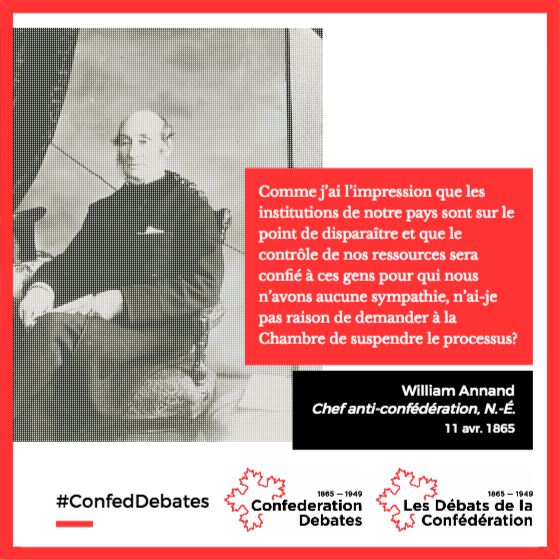 Comme j'ai l'impression que les
institutions de notre pays sont sur le
point de disparaître et que le
contrôle de nos ressources sera
confié à ces gens pour qui nous
n'avons aucune sympathie, n'ai-je
pas raison de demander à la
Chambre de suspendre le processus?
William Annand
Chef anti-confédération, N.-É.
11 avr. 1865
#ConfedDebates
1865 — 1949
Confederation
Debates
1865 — 1949
Les Débats de la
Confédération